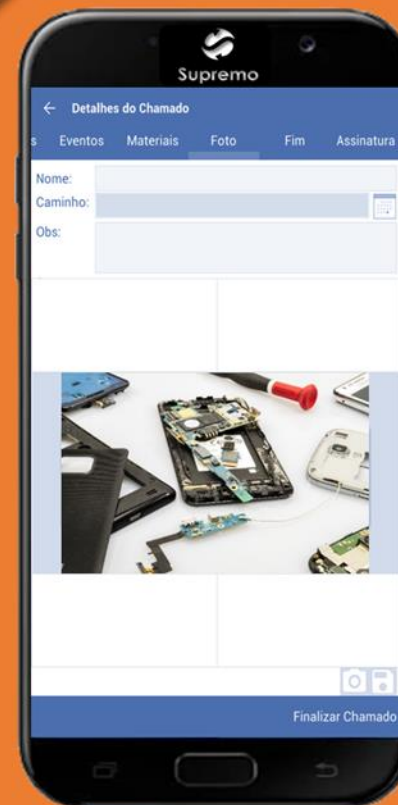 Supremo
Detalhes do Chamado
s Eventos Materiais Foto Fim Assinatura
Nome:
Caminho:
Obs:
Finalizar Chamado